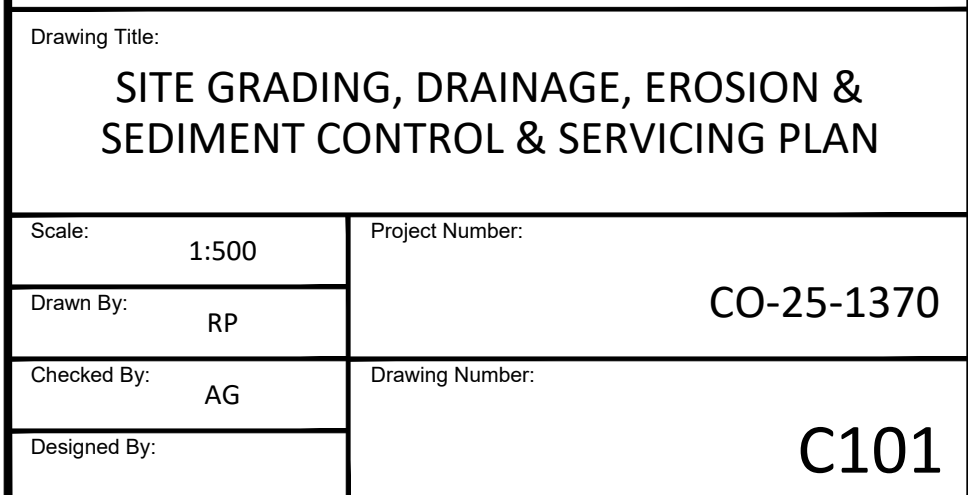 Drawing Title:
SITE GRADING, DRAINAGE, EROSION &
SEDIMENT CONTROL & SERVICING PLAN
Scale:
1:500
Project Number:
CO-25-1370
Drawn By:
RP
Checked By:
AG
Drawing Number:
C101
Designed By: